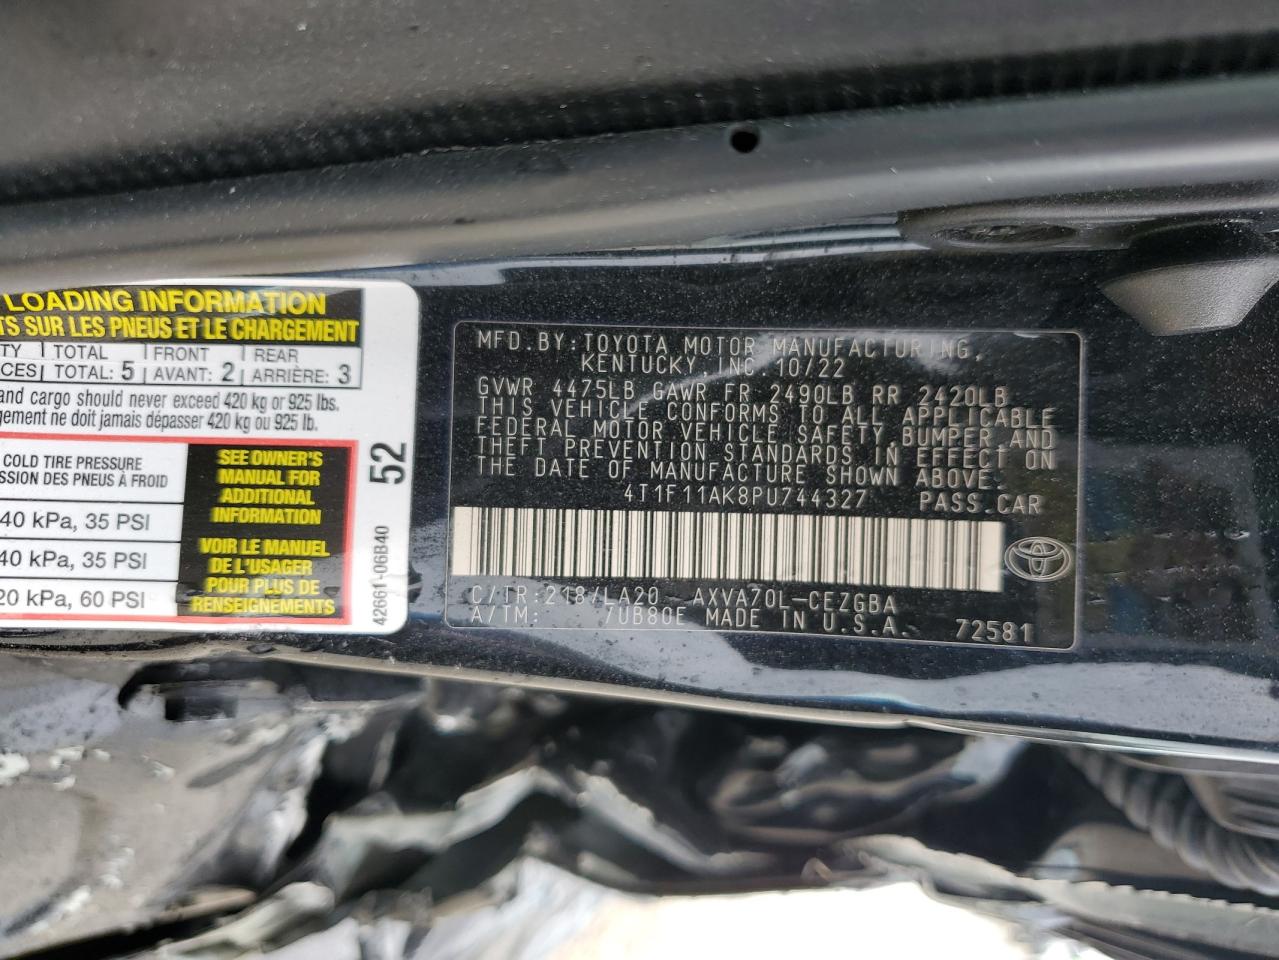 LOADING INFORMATION
TS SUR LES PNEUS ET LE CHARGEMENT
TY TOTAL FRONT REAR
CES TOTAL: 5 AVANT: 2 ARRIÈRE: 3
and cargo should never exceed 420 kg or 925 lbs.
gement ne doit jamais dépasser 420 kg ou 925 lb.
COLD TIRE PRESSURE
SSION DES PNEUS À FROID
40 kPa, 35 PSI
40 kPa, 35 PSI
20 kPa, 60 PSI
SEE OWNER'S
MANUAL FOR
ADDITIONAL
INFORMATION
VOIR LE MANUEL
DE L'USAGER
POUR PLUS DE
RENSEIGNEMENTS
52
42661-06B40
MFD.BY:TOYOTA MOTOR MANUFACTURING,
KENTUCKY, INC 10/22
GVWR 4475LB GAWR FR 2490LB RR 2420LB
THIS VEHICLE CONFORMS TO ALL APPLICABLE
FEDERAL MOTOR VEHICLE SAFETY,BUMPER AND
THEFT PREVENTION STANDARDS IN EFFECT ON
THE DATE OF MANUFACTURE SHOWN ABOVE.
4T1F11AK8PU744327 PASS.CAR
C/TR:218/LA20 AXVA70L-CEZGBA
A/TM: 7UB80E MADE IN U.S.A. 72581